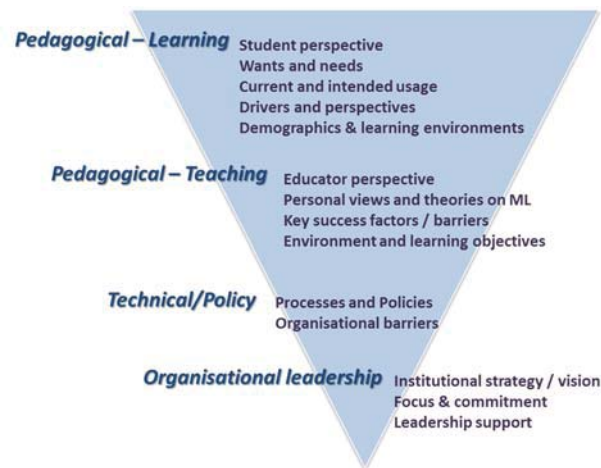 Pedagogical – Learning
Student perspective
Wants and needs
Current and intended usage
Drivers and perspectives
Demographics & learning environments
Pedagogical – Teaching
Educator perspective
Personal views and theories on ML
Key success factors / barriers
Environment and learning objectives
Technical/Policy
Processes and Policies
Organisational barriers
Organisational leadership
Institutional strategy / vision
Focus & commitment
Leadership support